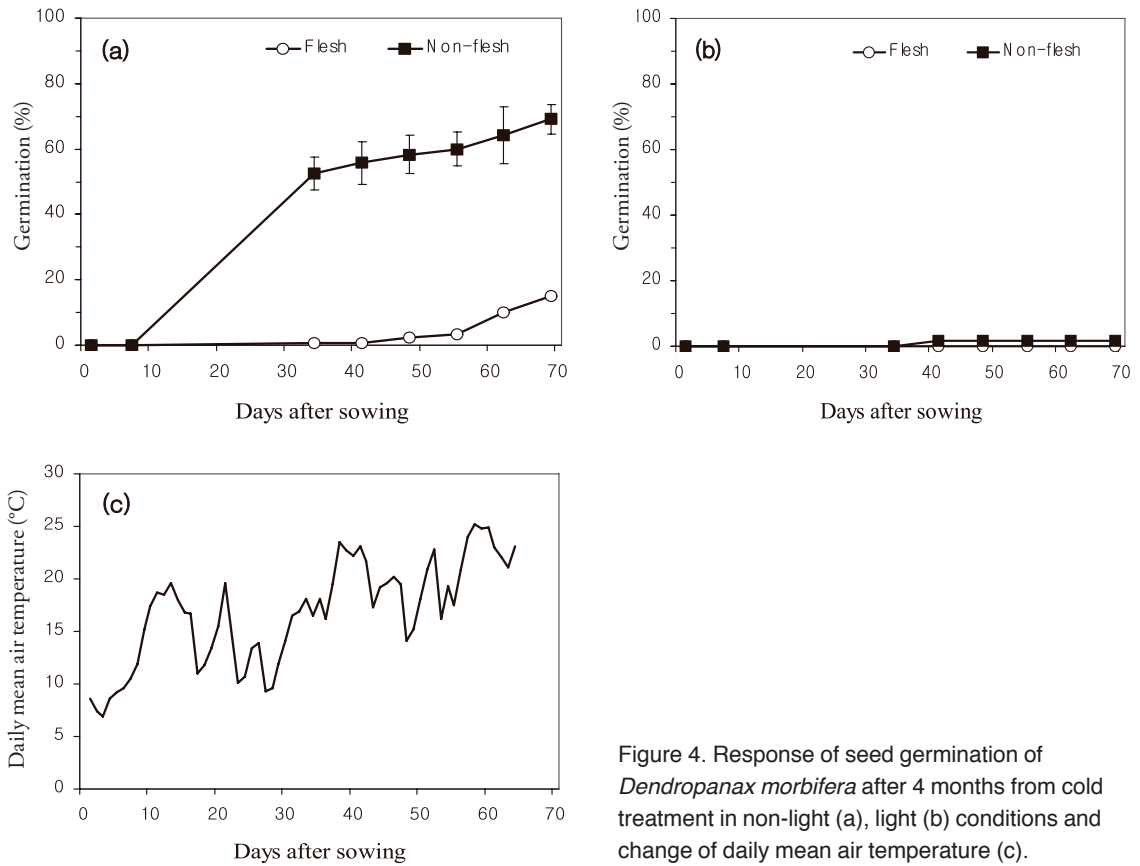 (a)
Flesh Non-flesh
Germination (%)
100
80
60
40
20
0
0 10 20 30 40 50 60 70
Days after sowing
(b)
Flesh Non-flesh
Germination (%)
100
80
60
40
20
0
0 10 20 30 40 50 60 70
Days after sowing
(c)
Daily mean air temperature (°C)
30
25
20
15
10
5
0
0 10 20 30 40 50 60 70
Days after sowing
Figure 4. Response of seed germination of
Dendropanax morbifera after 4 months from cold
treatment in non-light (a), light (b) conditions and
change of daily mean air temperature (c).